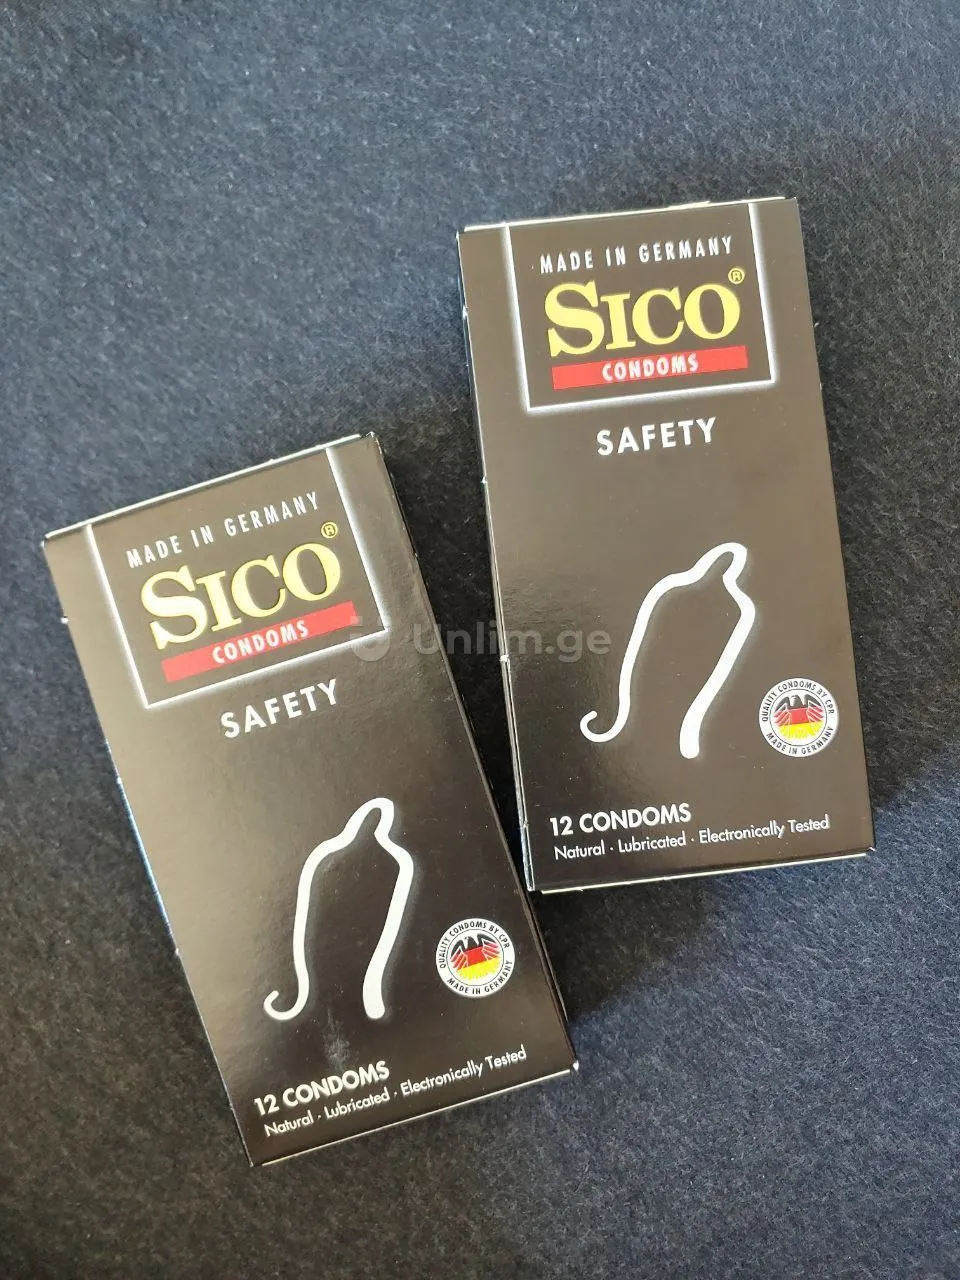 MADE IN GERMANY
SICO®
CONDOMS
SAFETY
QUALITY CONDOMS BY CPR
MADE IN GERMANY
12 CONDOMS
Natural · Lubricated · Electronically Tested
MADE IN GERMANY
SICO®
CONDOMS
SAFETY
QUALITY CONDOMS BY CPR
MADE IN GERMANY
12 CONDOMS
Natural · Lubricated · Electronically Tested
Unlim.ge